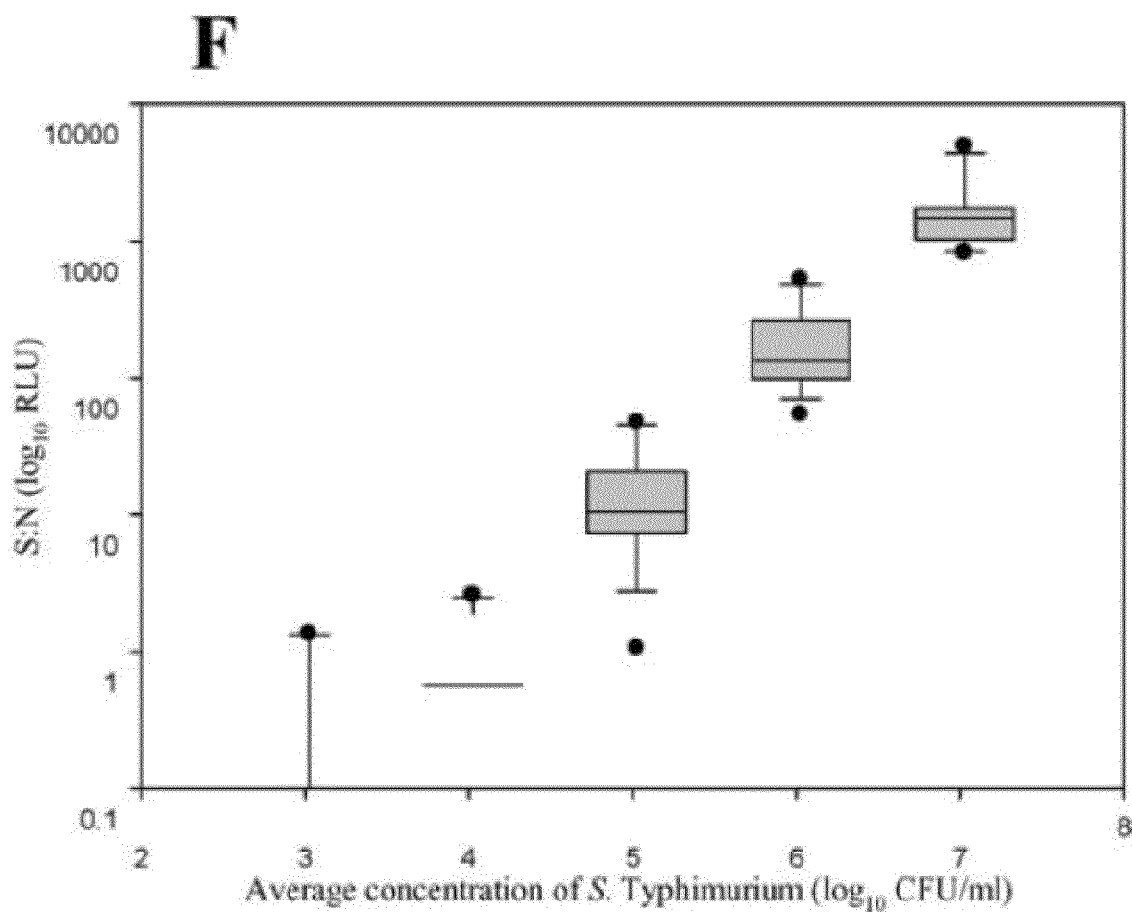 F
10000
1000
100
10
1
0.1
S:N (log₁₀ RLU)
2 3 4 5 6 7 8
Average concentration of S. Typhimurium (log₁₀ CFU/ml)